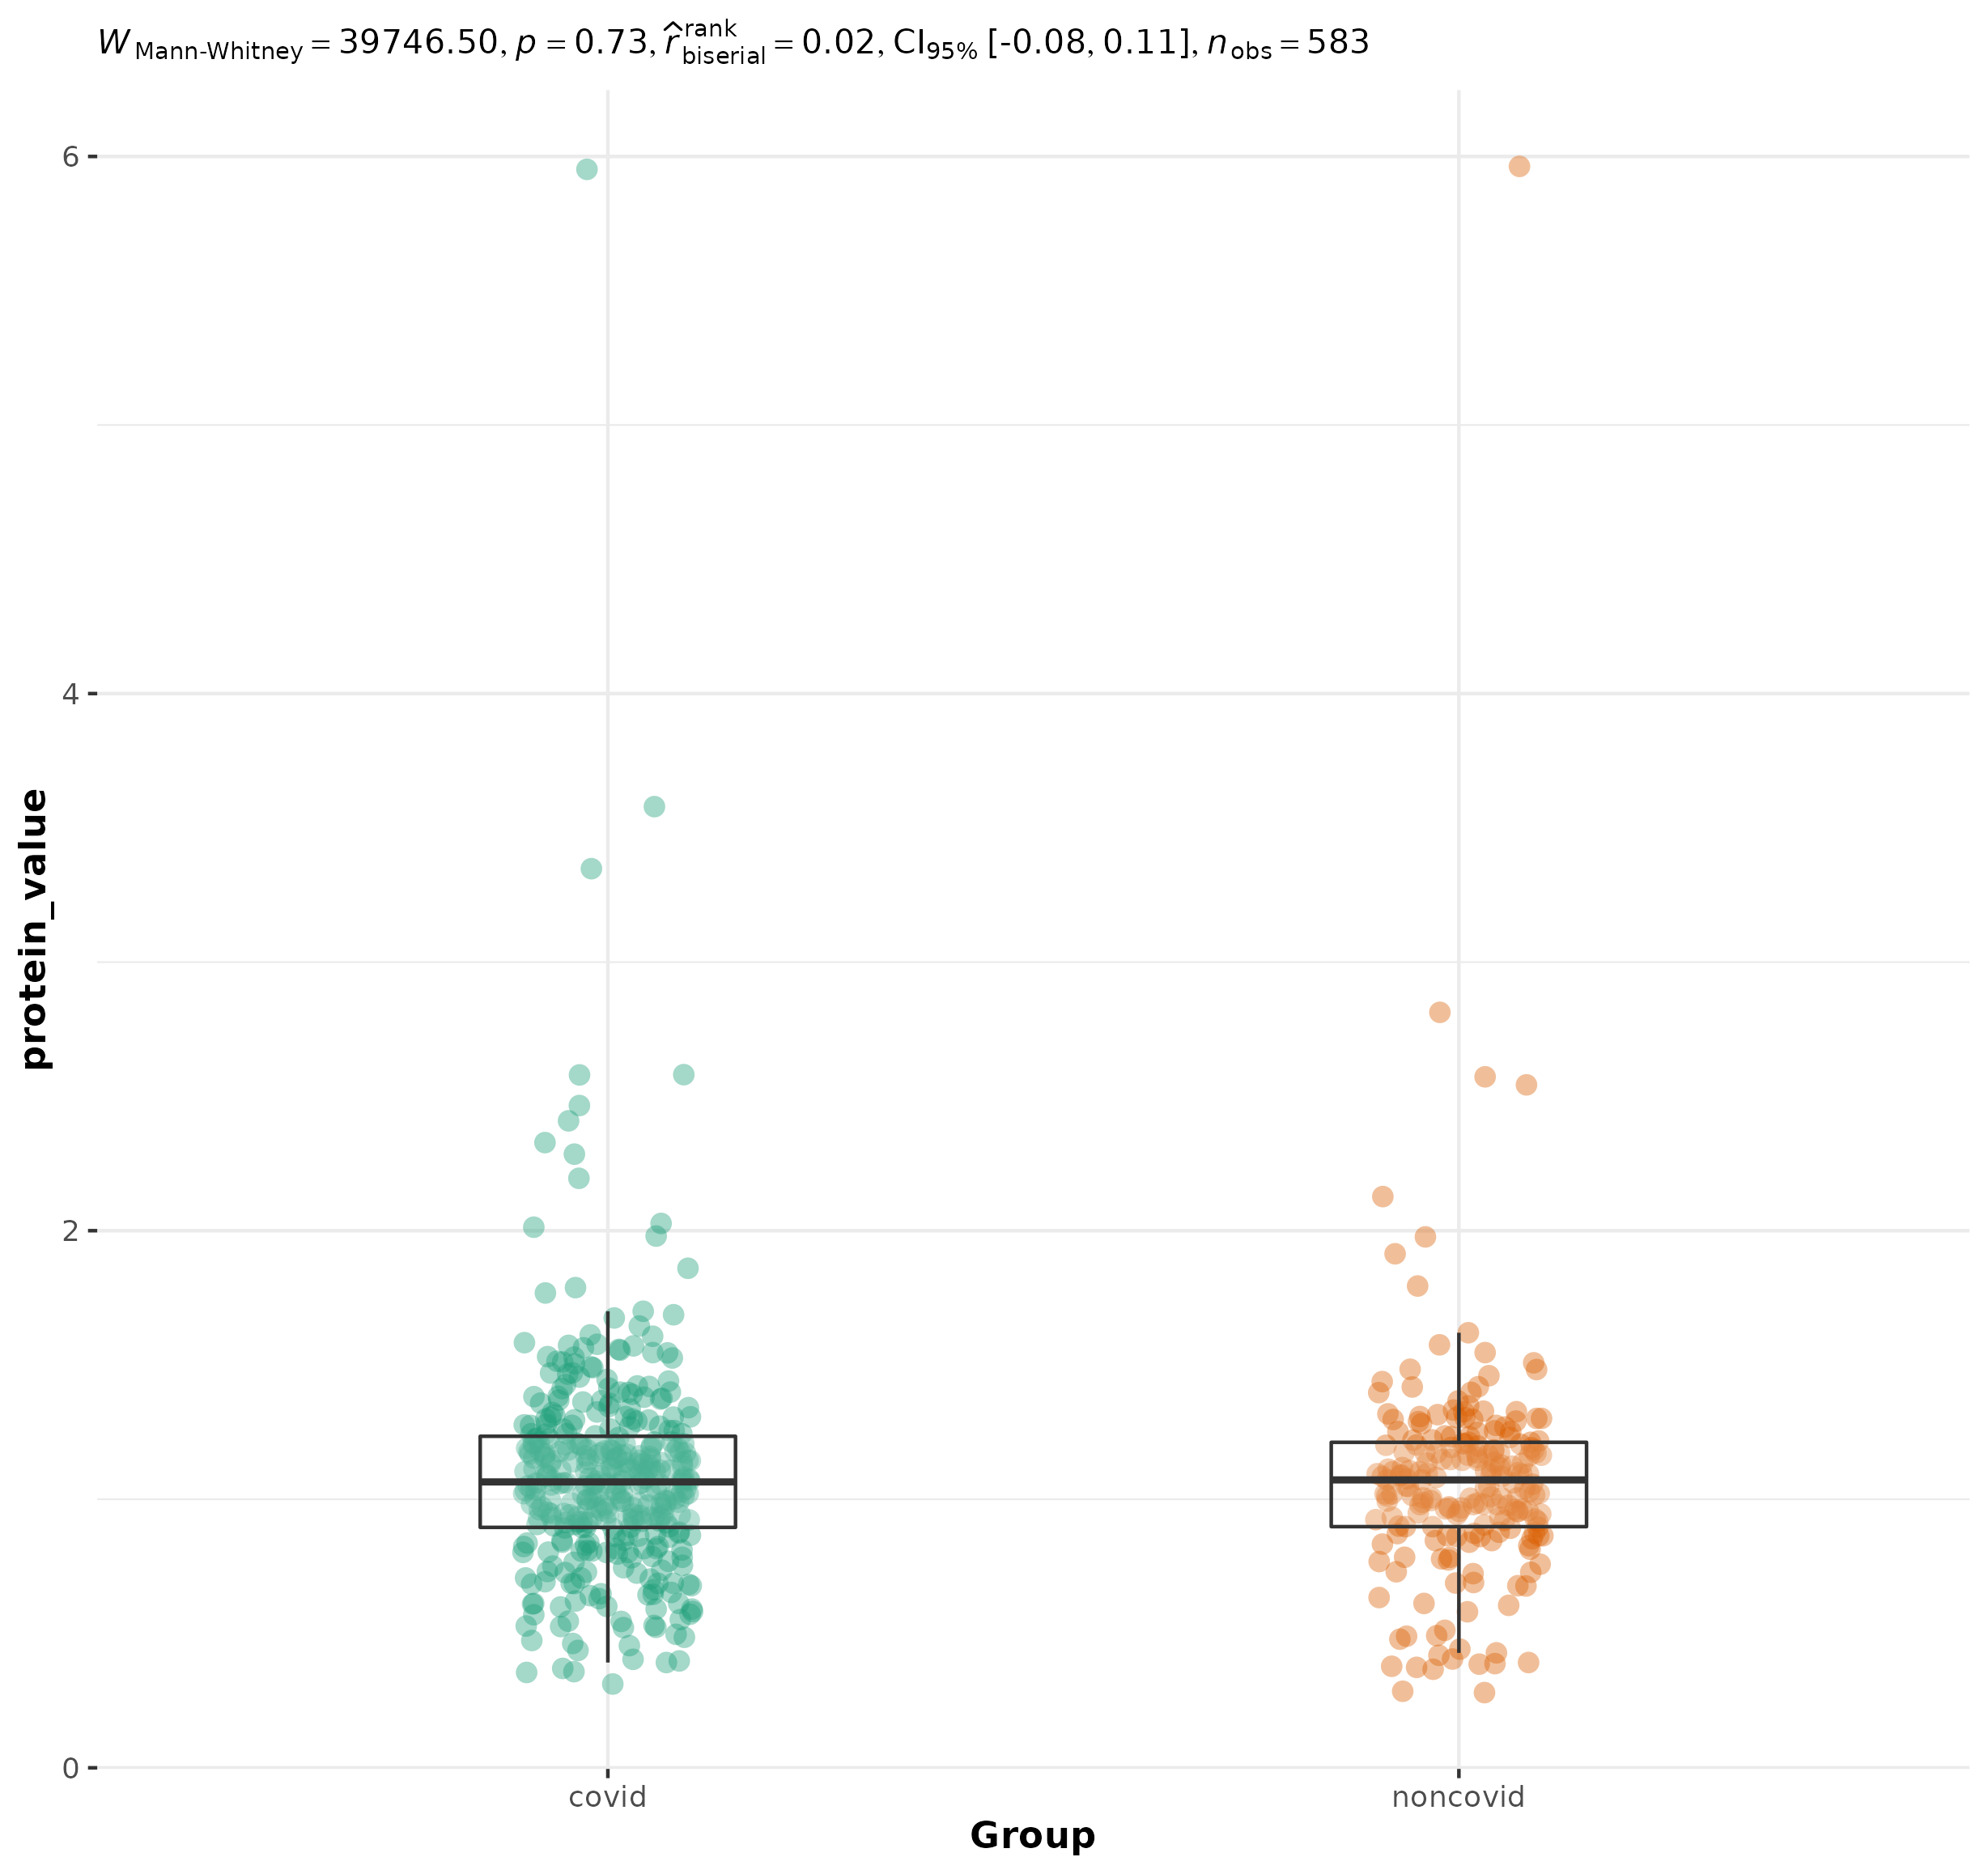 W Mann-Whitney = 39746.50, p = 0.73, r̂ rank biserial = 0.02, CI95% [-0.08, 0.11], n obs = 583
6
4
2
0
protein_value
covid
noncovid
Group